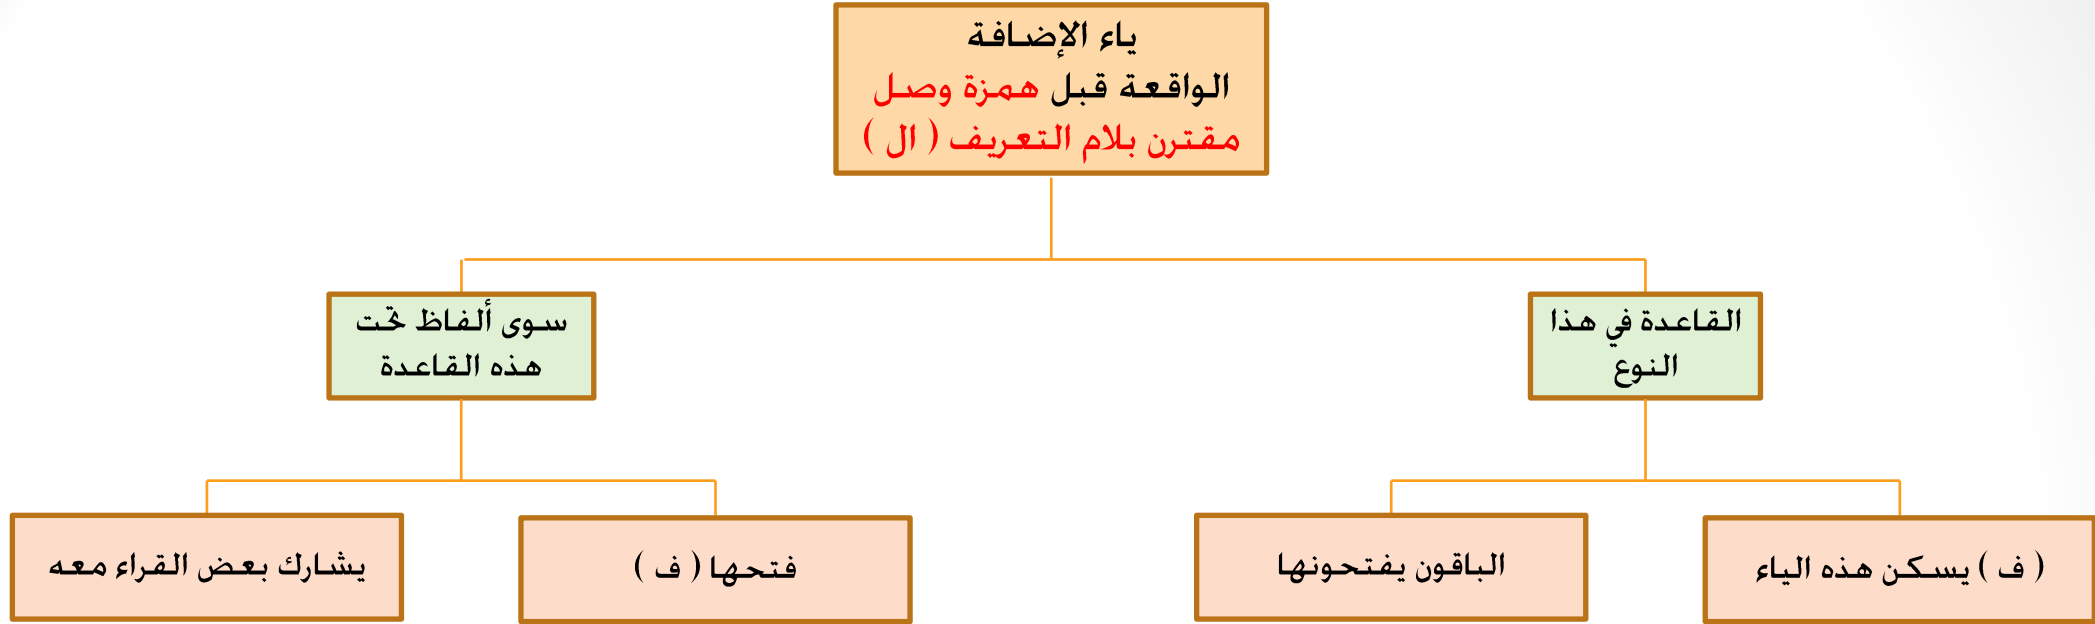 ياء الإضافة
الواقعة قبل همزة وصل
مقترن بلام التعريف ( ال )
القاعدة في هذا
النوع
سوى ألفاظ تحت
هذه القاعدة
( ف ) يسكن هذه الياء
الباقون يفتحونها
فتحها ( ف )
يشارك بعض القراء معه